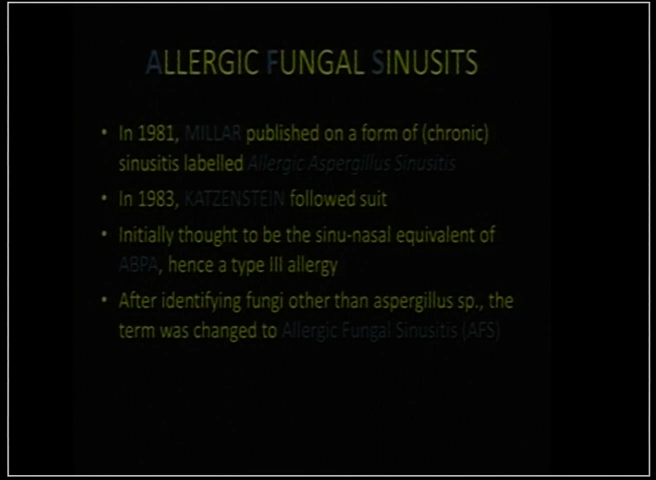 ALLERGIC FUNGAL SINUSITS
• In 1981, MILLAR published on a form of (chronic)
sinusitis labelled Allergic Aspergillus Sinusitis
• In 1983, KATZENSTEIN followed suit
• Initially thought to be the sinu-nasal equivalent of
ABPA, hence a type III allergy
• After identifying fungi other than aspergillus sp., the
term was changed to Allergic Fungal Sinusitis (AFS)